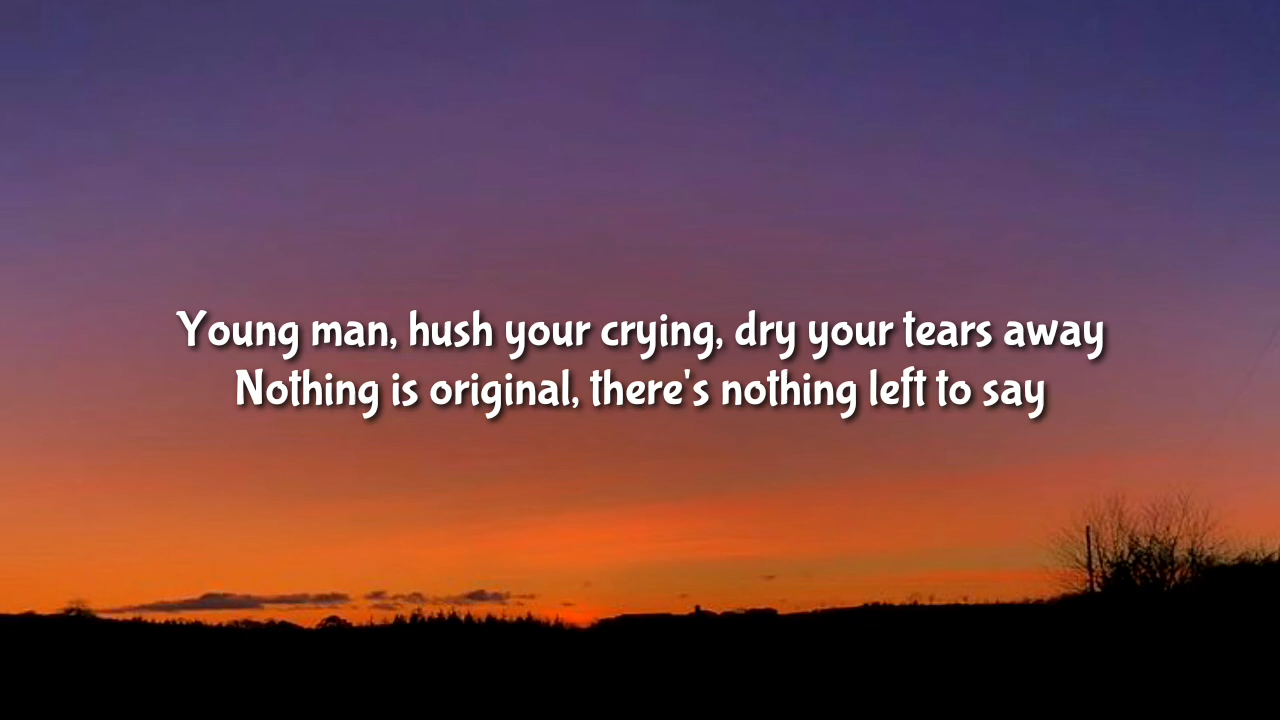 Young man, hush your crying, dry your tears away
Nothing is original, there's nothing left to say